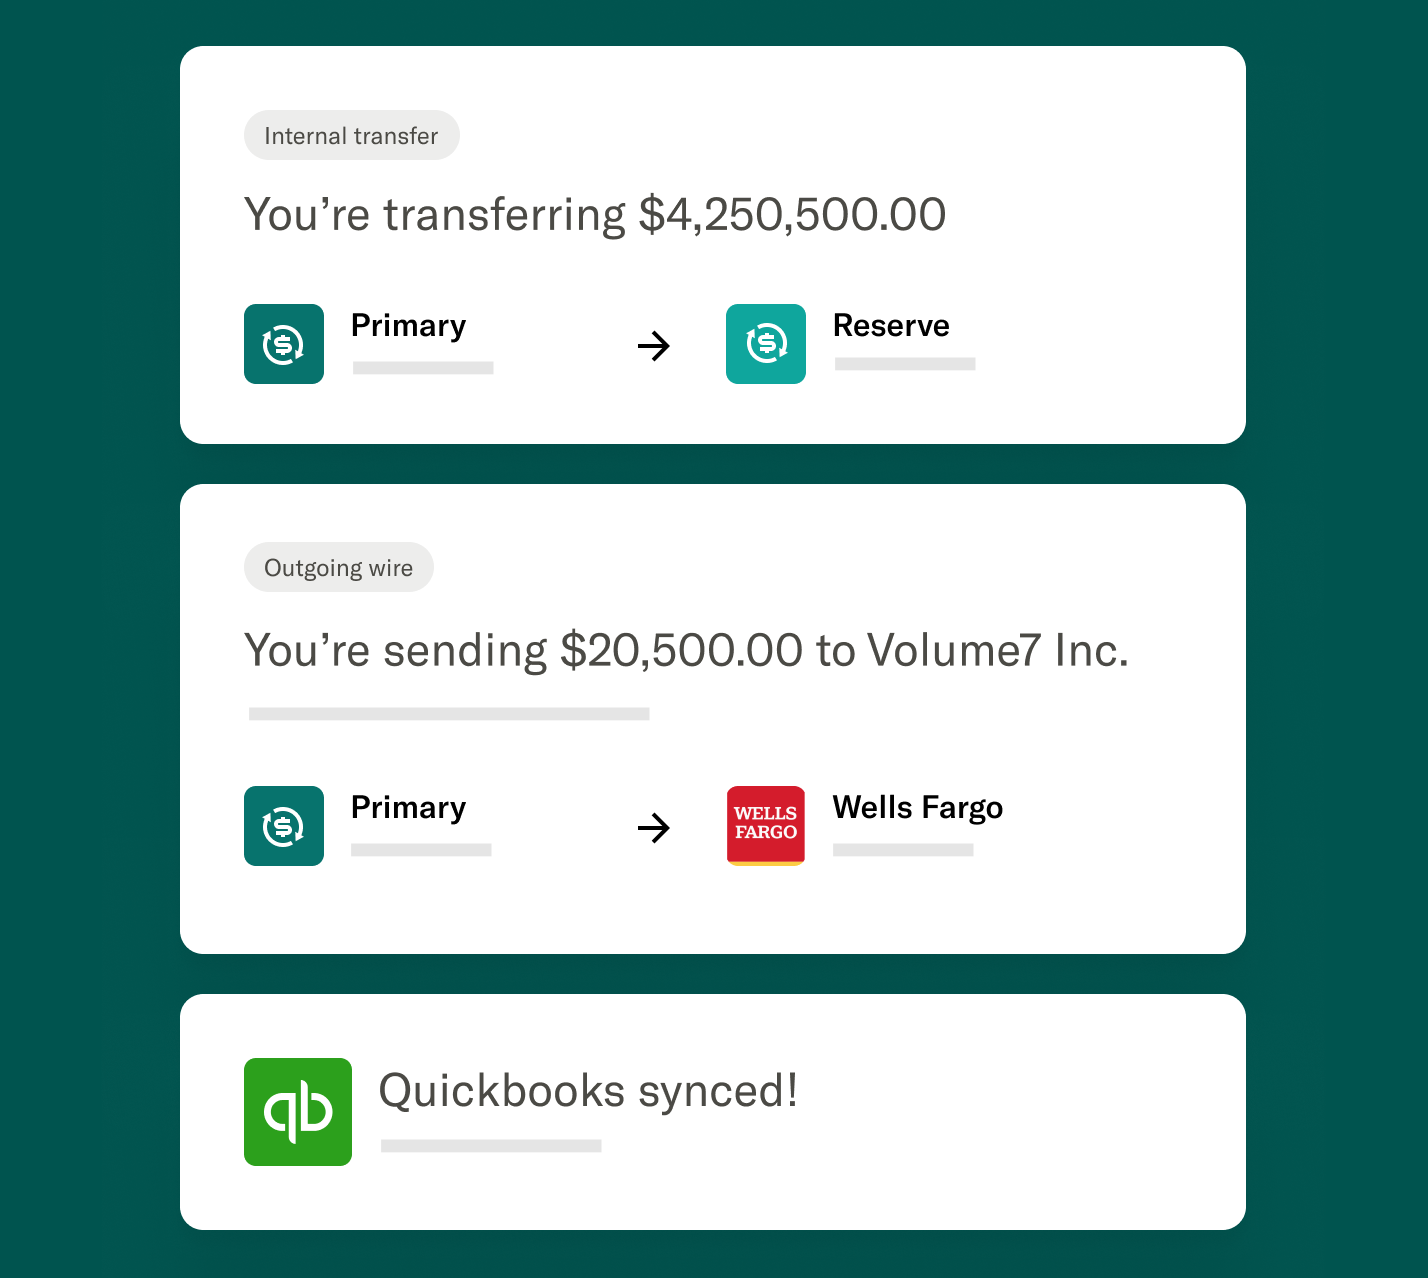 Internal transfer
You’re transferring $4,250,500.00
Primary
Reserve
Outgoing wire
You’re sending $20,500.00 to Volume7 Inc.
Primary
WELLS
FARGO
Wells Fargo
qb
Quickbooks synced!